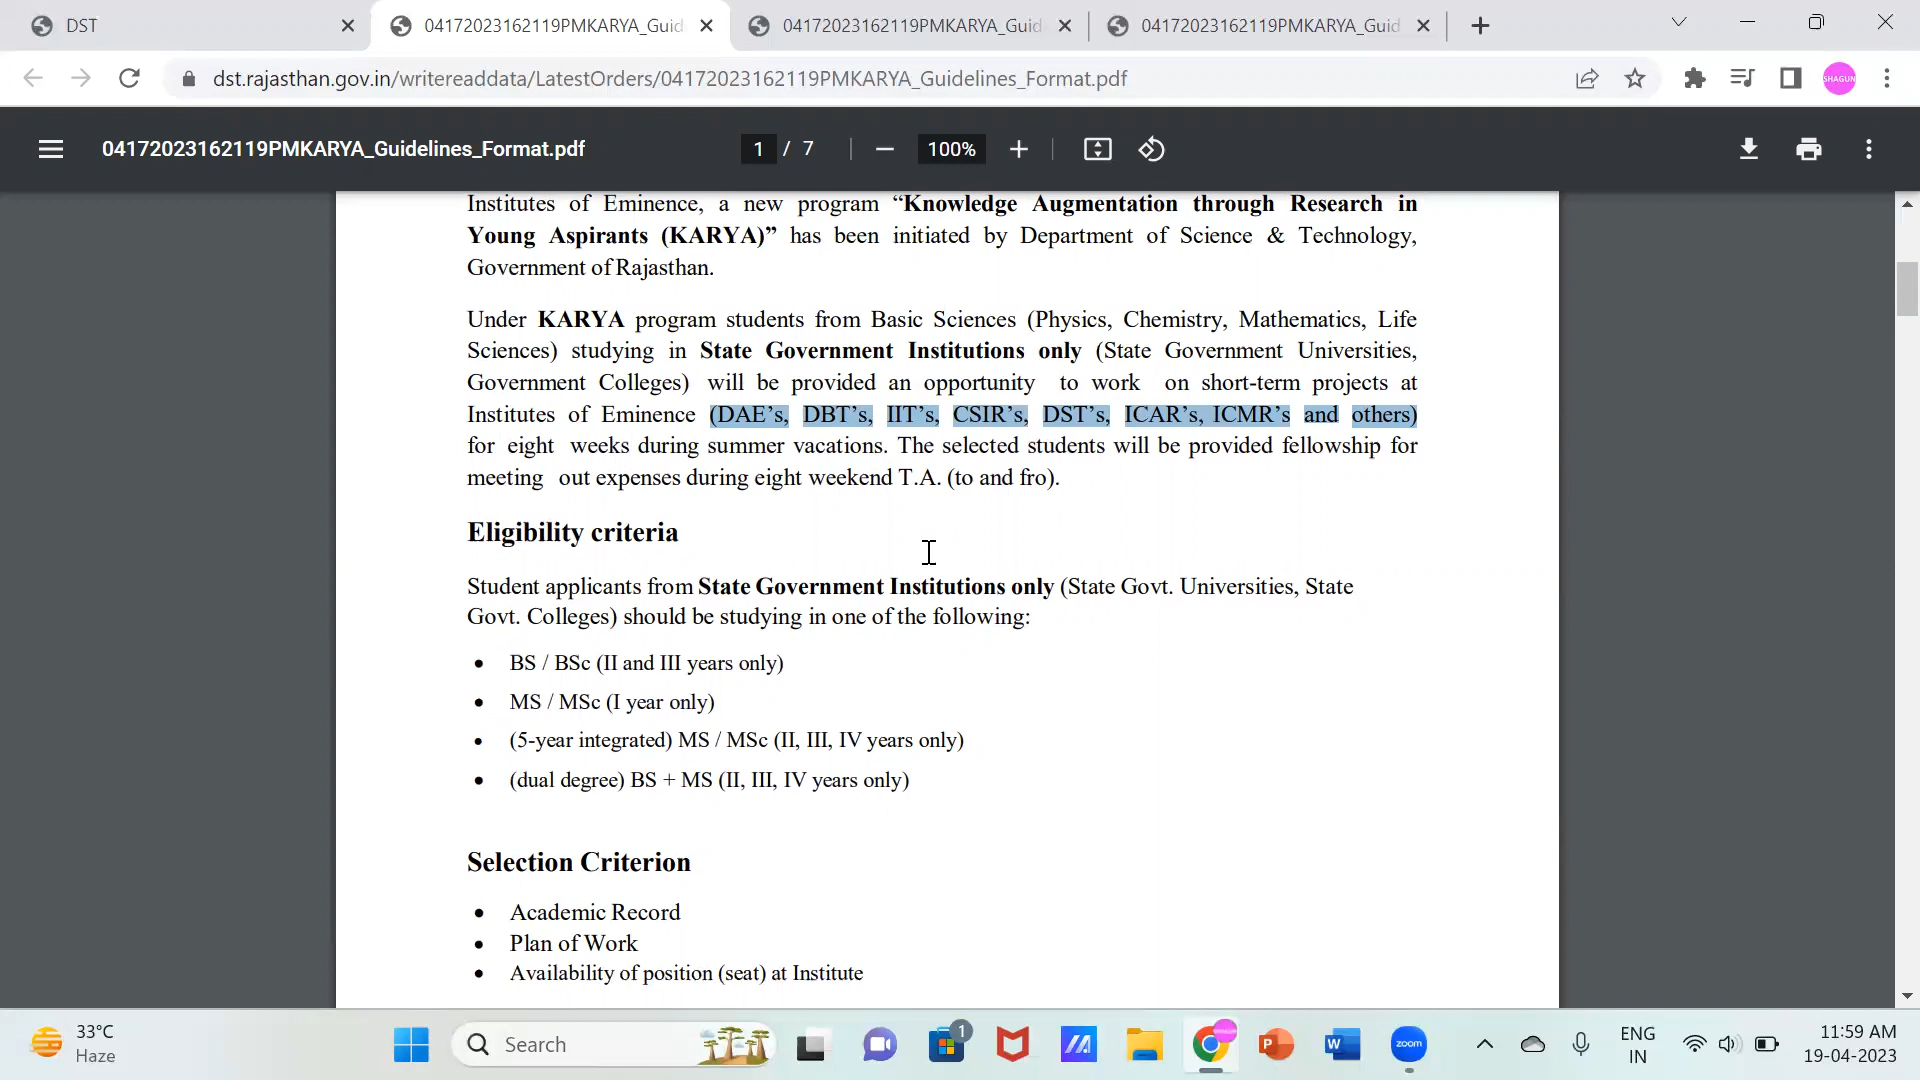 DST
04172023162119PMKARYA_Guid
04172023162119PMKARYA_Guid
04172023162119PMKARYA_Guid
dst.rajasthan.gov.in/writereaddata/LatestOrders/04172023162119PMKARYA_Guidelines_Format.pdf
SHAGUN
04172023162119PMKARYA_Guidelines_Format.pdf
1 / 7
100%
Institutes of Eminence, a new program “Knowledge Augmentation through Research in
Young Aspirants (KARYA)” has been initiated by Department of Science & Technology,
Government of Rajasthan.
Under KARYA program students from Basic Sciences (Physics, Chemistry, Mathematics, Life
Sciences) studying in State Government Institutions only (State Government Universities,
Government Colleges) will be provided an opportunity to work on short-term projects at
Institutes of Eminence (DAE’s, DBT’s, IIT’s, CSIR’s, DST’s, ICAR’s, ICMR’s and others)
for eight weeks during summer vacations. The selected students will be provided fellowship for
meeting out expenses during eight weekend T.A. (to and fro).
Eligibility criteria
Student applicants from State Government Institutions only (State Govt. Universities, State
Govt. Colleges) should be studying in one of the following:
• BS / BSc (II and III years only)
• MS / MSc (I year only)
• (5-year integrated) MS / MSc (II, III, IV years only)
• (dual degree) BS + MS (II, III, IV years only)
Selection Criterion
• Academic Record
• Plan of Work
• Availability of position (seat) at Institute
33°C
Haze
Search
1
P
W
zoom
ENG
IN
11:59 AM
19-04-2023